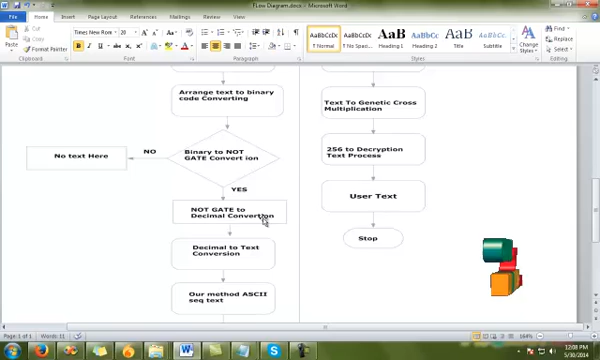 FLow Diagram.docx - Microsoft Word
File
Home
Insert
Page Layout
References
Mailings
Review
View
Times New Rom
20
Paste
Format Painter
Clipboard
Font
Paragraph
AaBbCcDc
AaBbCcDc
AaB
AaBbCc
AaB
AaBbCc.
¶ Normal
¶ No Spac...
Heading 1
Heading 2
Title
Subtitle
Change
Styles
Styles
Find
Replace
Select
Editing
Arrange text to binary
code Converting
Binary to NOT
GATE Convert ion
NO
No text Here
YES
NOT GATE to
Decimal Convertion
Decimal to Text
Conversion
Our method ASCII
seq text
Text To Genetic Cross
Multiplication
256 to Decryption
Text Process
User Text
Stop
Page: 1 of 1
Words: 11
164%
12:08 PM
5/30/2014